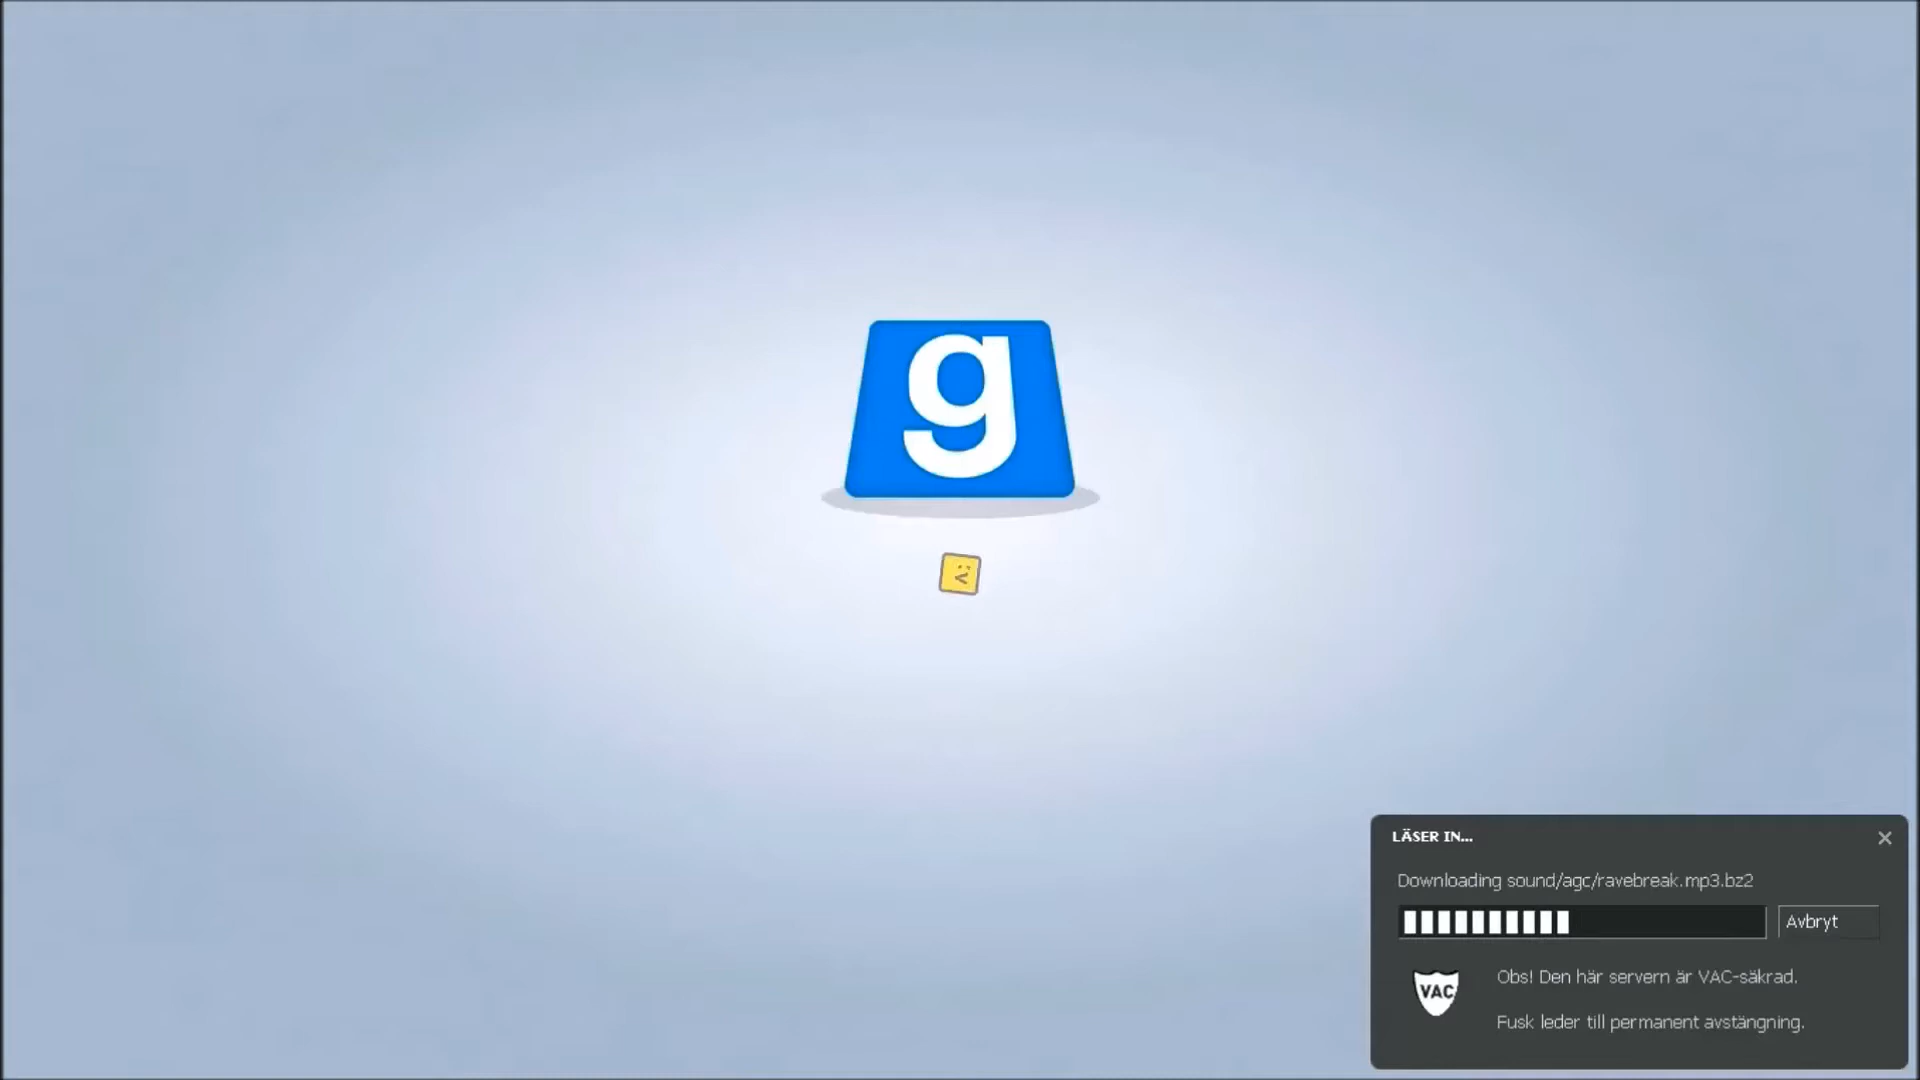 g
:v
LÄSER IN...
Downloading sound/agc/ravebreak.mp3.bz2
Avbryt
VAC
Obs! Den här servern är VAC-säkrad.
Fusk leder till permanent avstängning.